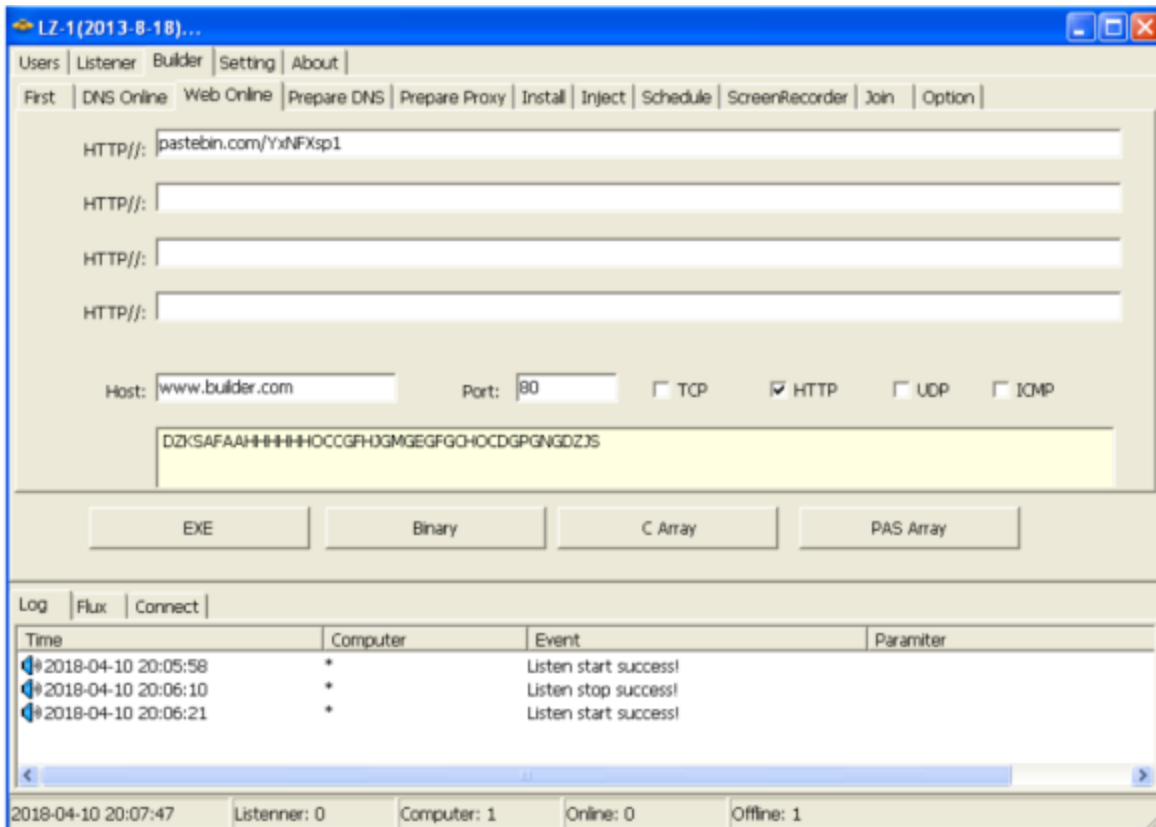 LZ-1(2013-8-18)...
Users Listener Builder Setting About
First DNS Online Web Online Prepare DNS Prepare Proxy Install Inject Schedule ScreenRecorder Join Option
HTTP//: pastebin.com/YxNFXsp1
HTTP//:
HTTP//:
HTTP//:
Host: www.builder.com Port: 80 TCP HTTP UDP ICMP
DZKSAFAAHHHHHHOCCGFHJGMGEGFGCHOCDGPGNGDZJS
EXE Binary C Array PAS Array
Log Flux Connect
Time Computer Event Paramiter
2018-04-10 20:05:58 * Listen start success!
2018-04-10 20:06:10 * Listen stop success!
2018-04-10 20:06:21 * Listen start success!
2018-04-10 20:07:47 Listenner: 0 Computer: 1 Online: 0 Offline: 1